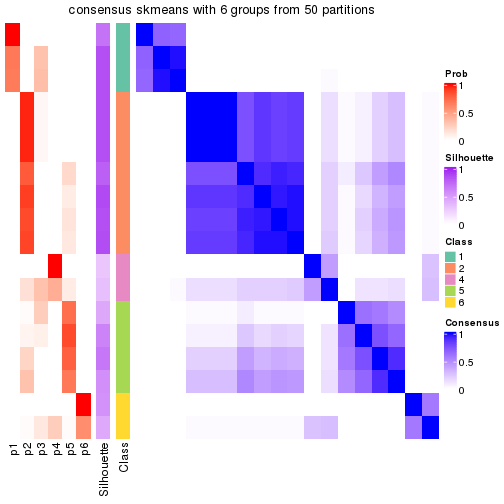 consensus skmeans with 6 groups from 50 partitions
Prob
1
0.5
0
Silhouette
1
0.5
0
Class
1
2
4
5
6
Consensus
1
0.5
0
p1
p2
p3
p4
p5
p6
Silhouette
Class